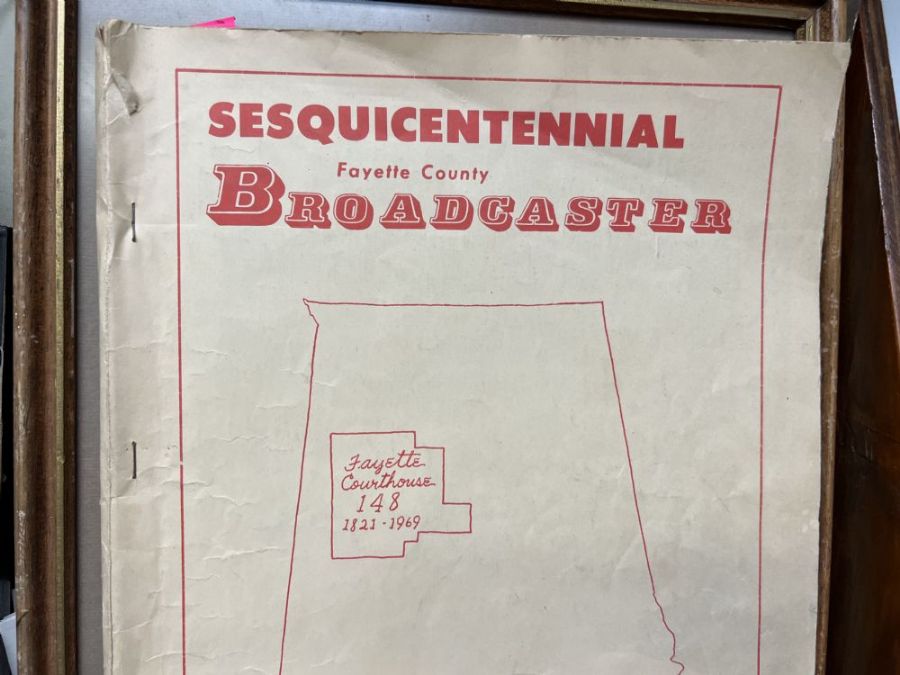 SESQUICENTENNIAL
Fayette County
BROADCASTER
Fayette
Courthouse
148
1821-1969